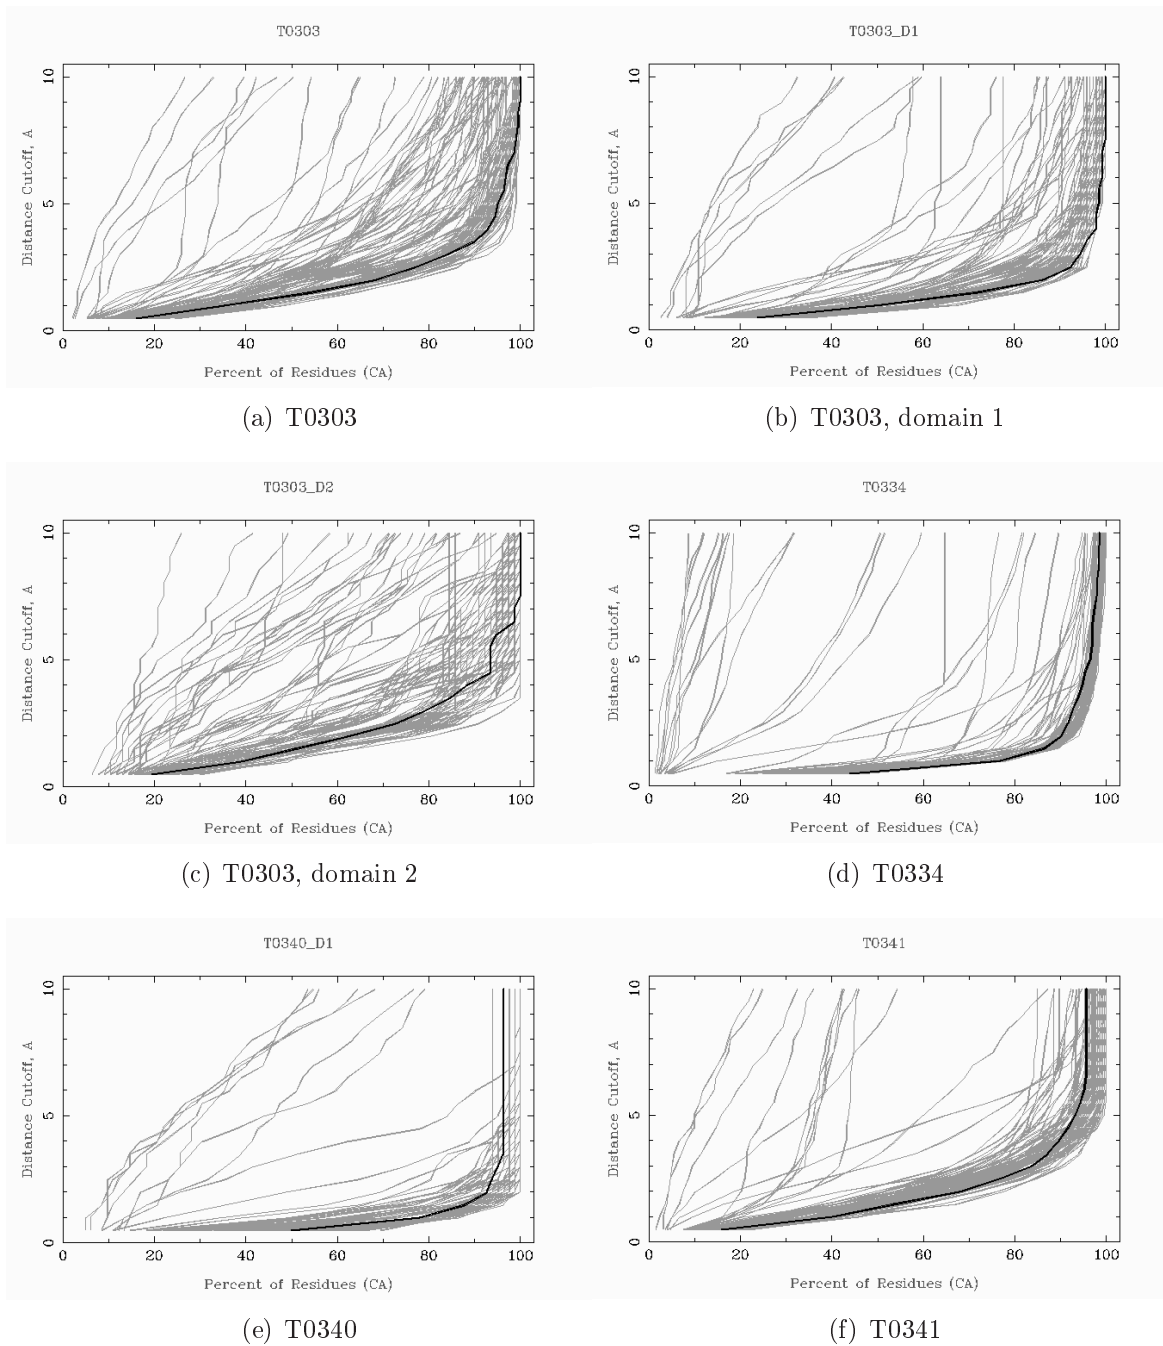 T0303
Distance Cutoff, A
10
5
0
0 20 40 60 80 100
Percent of Residues (CA)
(a) T0303
T0303_D1
Distance Cutoff, A
10
5
0
0 20 40 60 80 100
Percent of Residues (CA)
(b) T0303, domain 1
T0303_D2
Distance Cutoff, A
10
5
0
0 20 40 60 80 100
Percent of Residues (CA)
(c) T0303, domain 2
T0334
Distance Cutoff, A
10
5
0
0 20 40 60 80 100
Percent of Residues (CA)
(d) T0334
T0340_D1
Distance Cutoff, A
10
5
0
0 20 40 60 80 100
Percent of Residues (CA)
(e) T0340
T0341
Distance Cutoff, A
10
5
0
0 20 40 60 80 100
Percent of Residues (CA)
(f) T0341